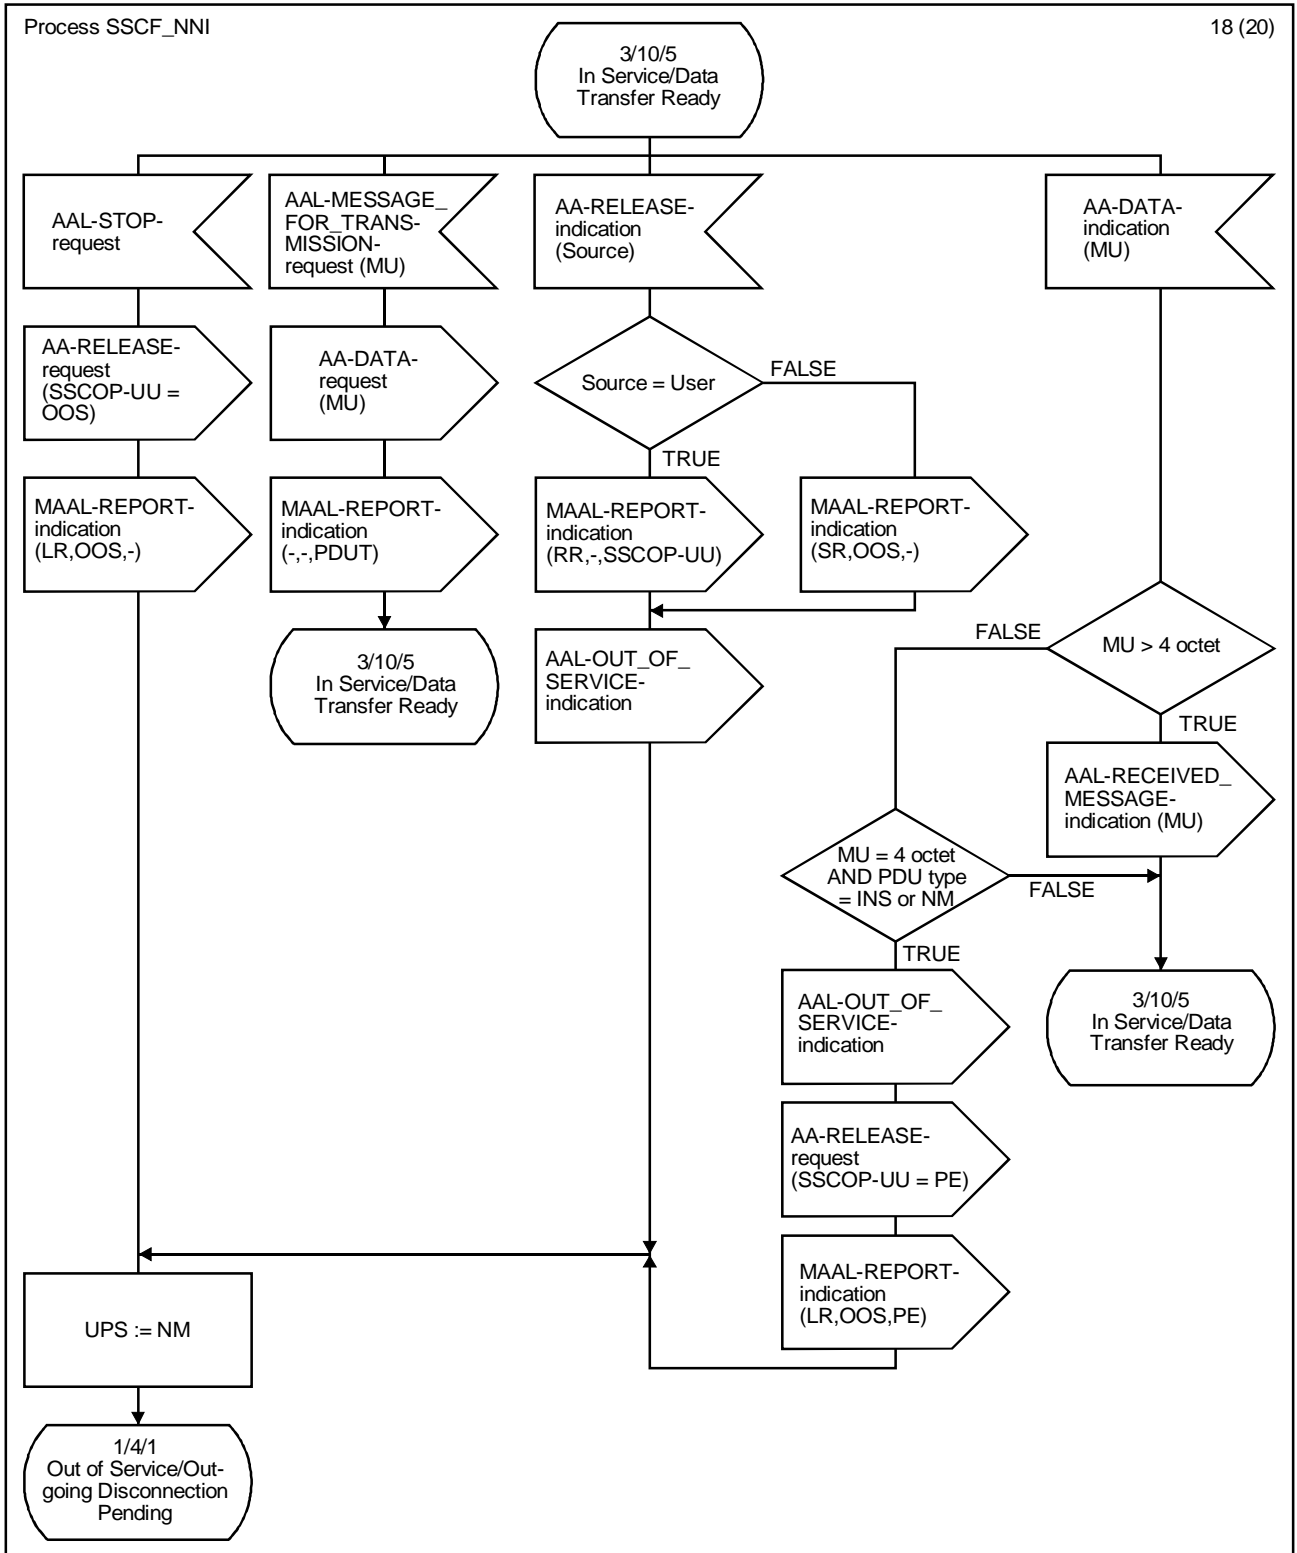 Process SSCF_NNI
18 (20)
3/10/5
In Service/Data
Transfer Ready
AAL-STOP-
request
AAL-MESSAGE_
FOR_TRANS-
MISSION-
request (MU)
AA-RELEASE-
indication
(Source)
AA-DATA-
indication
(MU)
AA-RELEASE-
request
(SSCOP-UU =
OOS)
AA-DATA-
request
(MU)
Source = User
FALSE
TRUE
MAAL-REPORT-
indication
(LR,OOS,-)
MAAL-REPORT-
indication
(-,-,PDUT)
MAAL-REPORT-
indication
(RR,-,SSCOP-UU)
MAAL-REPORT-
indication
(SR,OOS,-)
3/10/5
In Service/Data
Transfer Ready
AAL-OUT_OF_
SERVICE-
indication
FALSE
MU > 4 octet
TRUE
AAL-RECEIVED_
MESSAGE-
indication (MU)
MU = 4 octet
AND PDU type
= INS or NM
FALSE
TRUE
AAL-OUT_OF_
SERVICE-
indication
3/10/5
In Service/Data
Transfer Ready
AA-RELEASE-
request
(SSCOP-UU = PE)
MAAL-REPORT-
indication
(LR,OOS,PE)
UPS := NM
1/4/1
Out of Service/Out-
going Disconnection
Pending